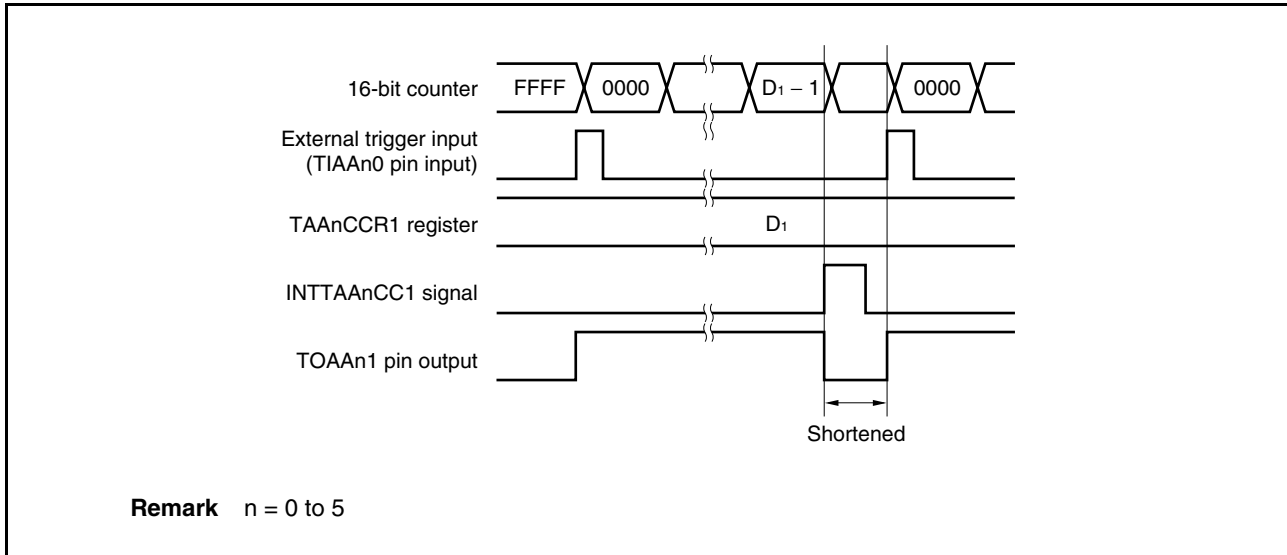 16-bit counter FFFF 0000 D₁ – 1 0000
External trigger input
(TIAAn0 pin input)
TAAnCCR1 register D₁
INTTAAnCC1 signal
TOAAn1 pin output
Shortened
Remark n = 0 to 5